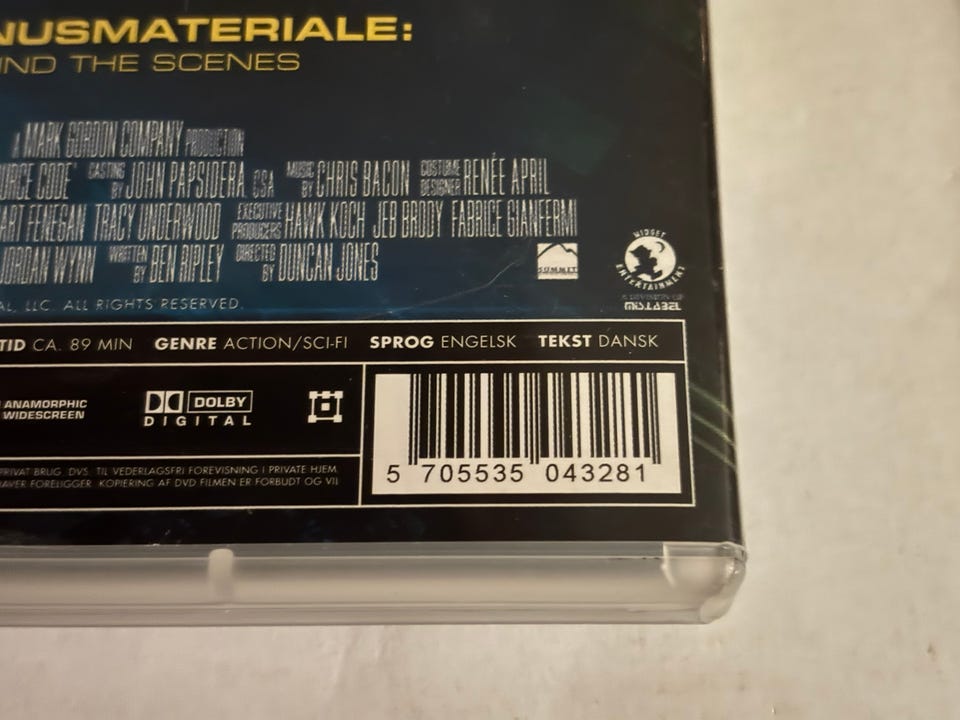 NUSMATERIALE:
IND THE SCENES
A MARK GORDON COMPANY PRODUCTION
URCE CODE" CASTING BY JOHN PAPSIDERA CSA MUSIC BY CHRIS BACON COSTUME DESIGNER RENÉE APRIL
ART FENEGAN TRACY UNDERWOOD EXECUTIVE PRODUCERS HAWK KOCH JEB BRODY FABRICE GIANFERMI
JORDAN WYNN WRITTEN BY BEN RIPLEY DIRECTED BY DUNCAN JONES
SUMMIT
MIDGET ENTERTAINMENT
A DIVISION OF
MIS.LABEL
AL, LLC. ALL RIGHTS RESERVED.
TID CA. 89 MIN GENRE ACTION/SCI-FI SPROG ENGELSK TEKST DANSK
ANAMORPHIC
WIDESCREEN
DOLBY
DIGITAL
PRIVAT BRUG. DVS. TIL VEDERLAGSFRI FOREVISNING I PRIVATE HJEM.
AVER FORELIGGER. KOPIERING AF DVD FILMEN ER FORBUDT OG VIL
5 705535 043281